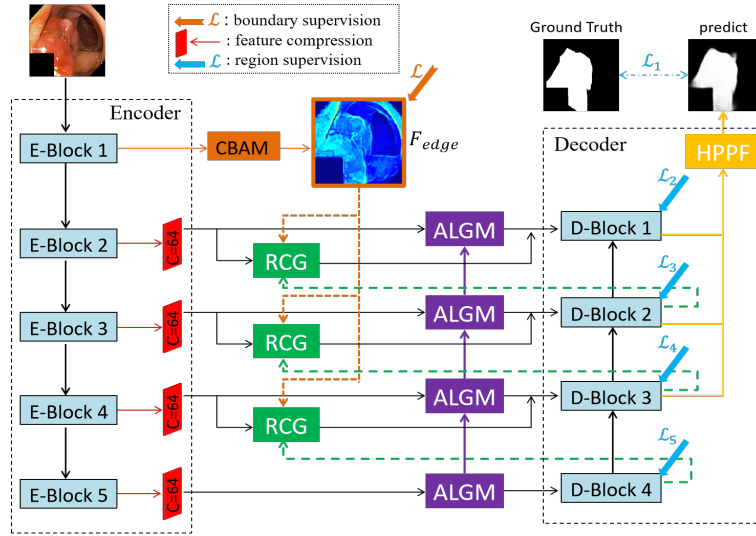 ℒ : boundary supervision
: feature compression
ℒ : region supervision
Ground Truth
predict
ℒ₁
Encoder
ℒ
F_edge
Decoder
HPPF
E-Block 1
CBAM
ℒ₂
E-Block 2
C=64
RCG
ALGM
D-Block 1
ℒ₃
E-Block 3
C=64
RCG
ALGM
D-Block 2
ℒ₄
E-Block 4
C=64
RCG
ALGM
D-Block 3
ℒ₅
E-Block 5
C=64
ALGM
D-Block 4